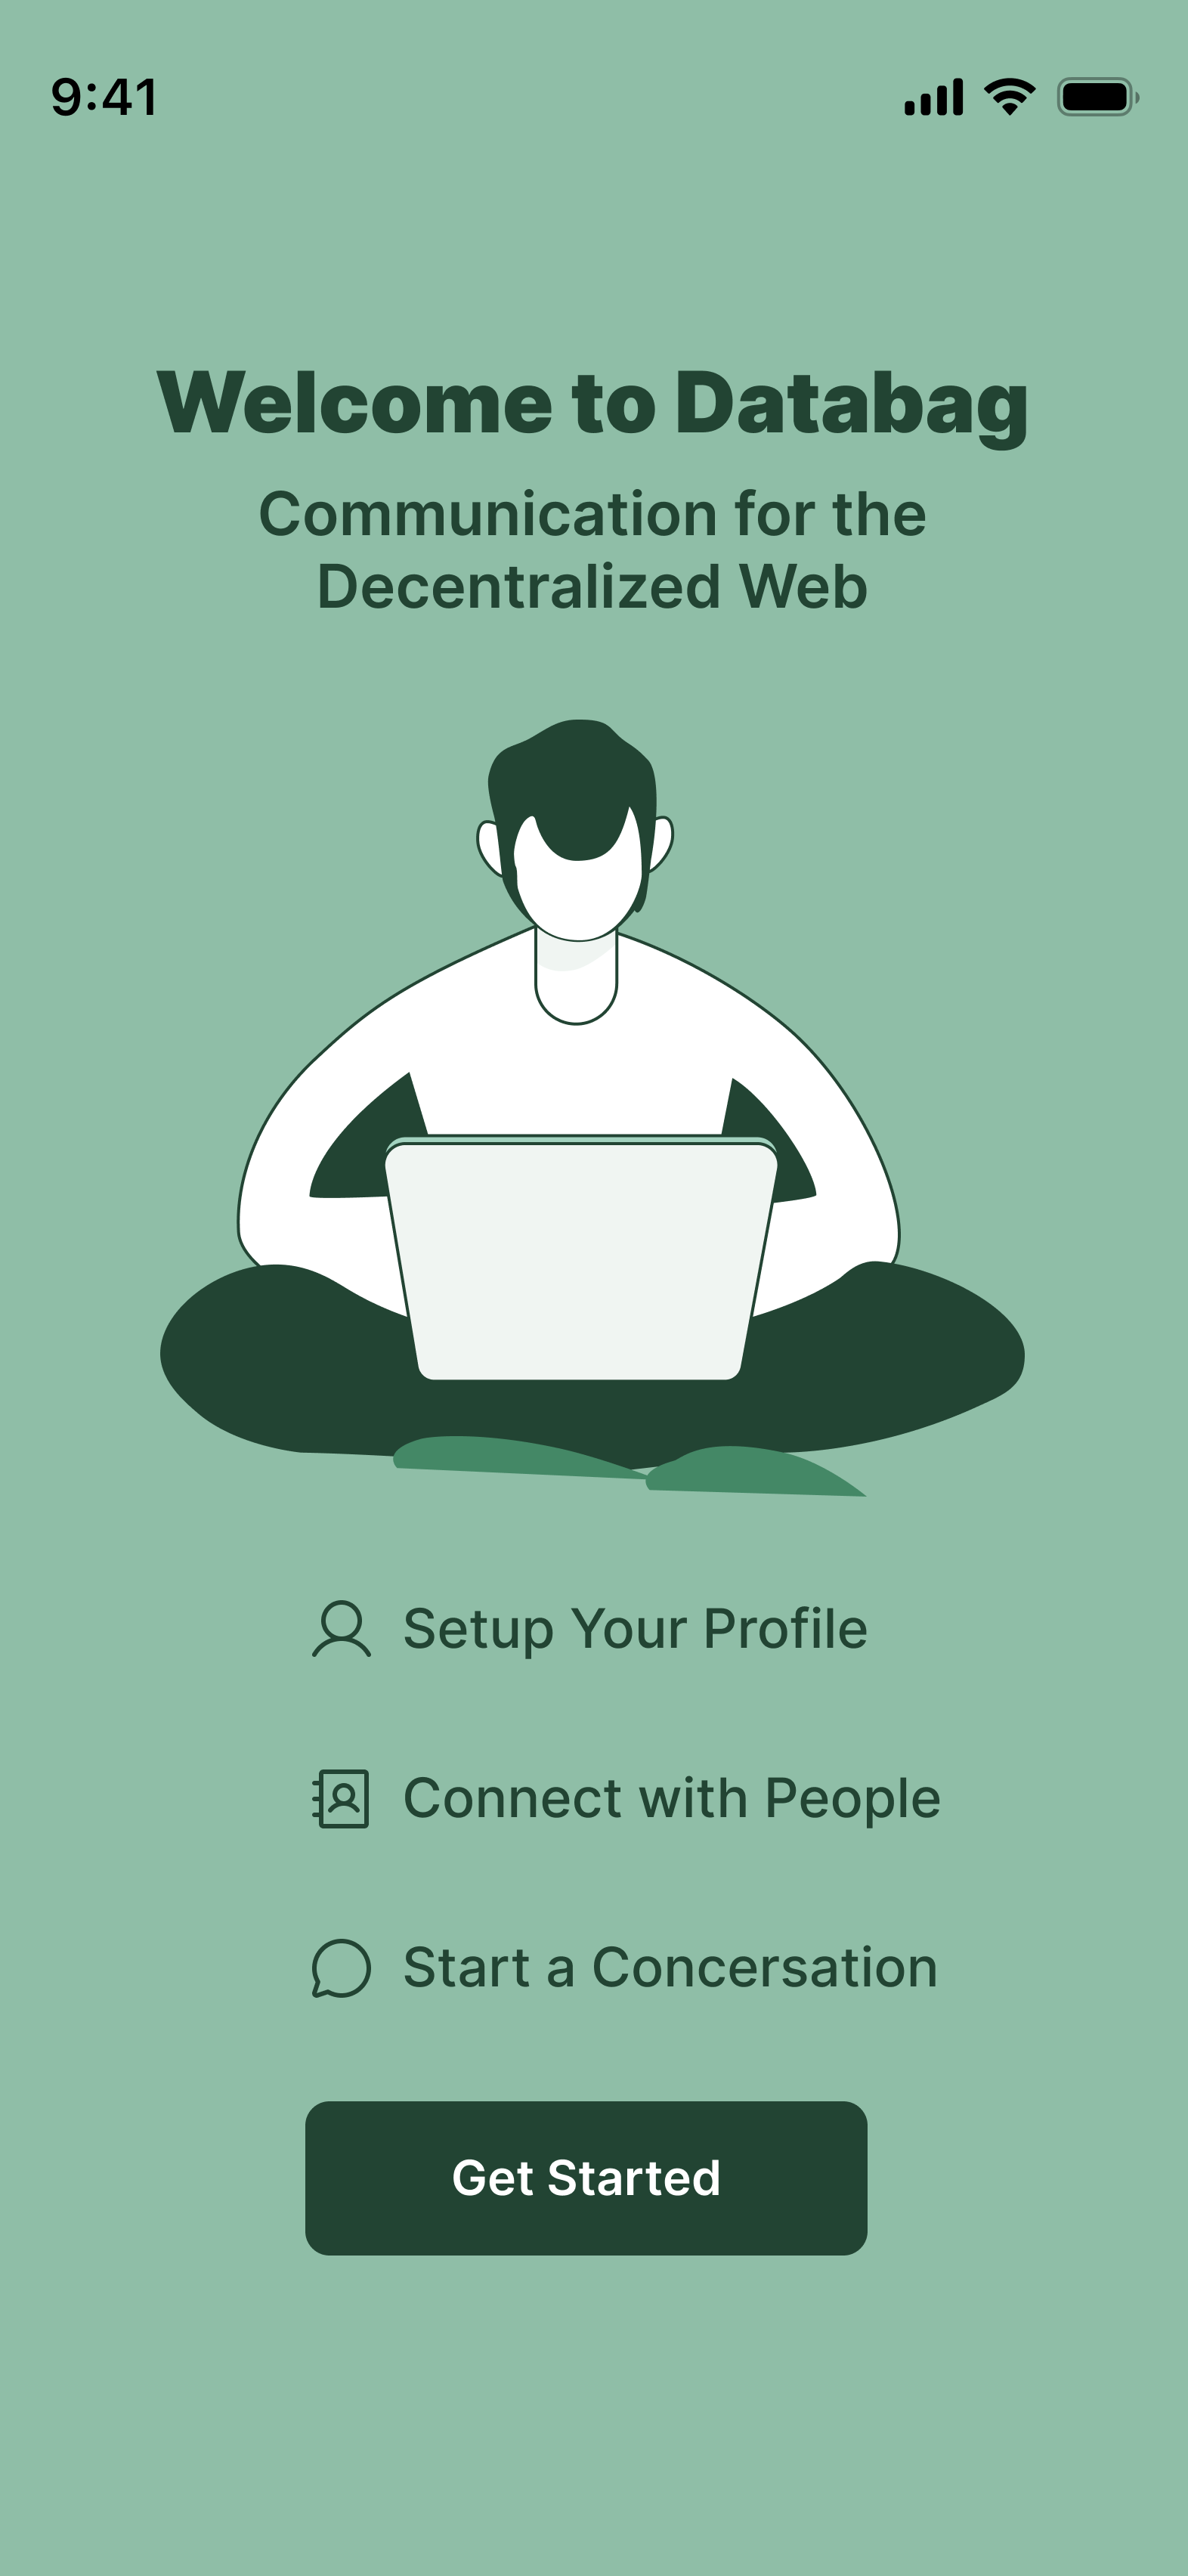 9:41
Welcome to Databag
Communication for the
Decentralized Web
Setup Your Profile
Connect with People
Start a Concersation
Get Started